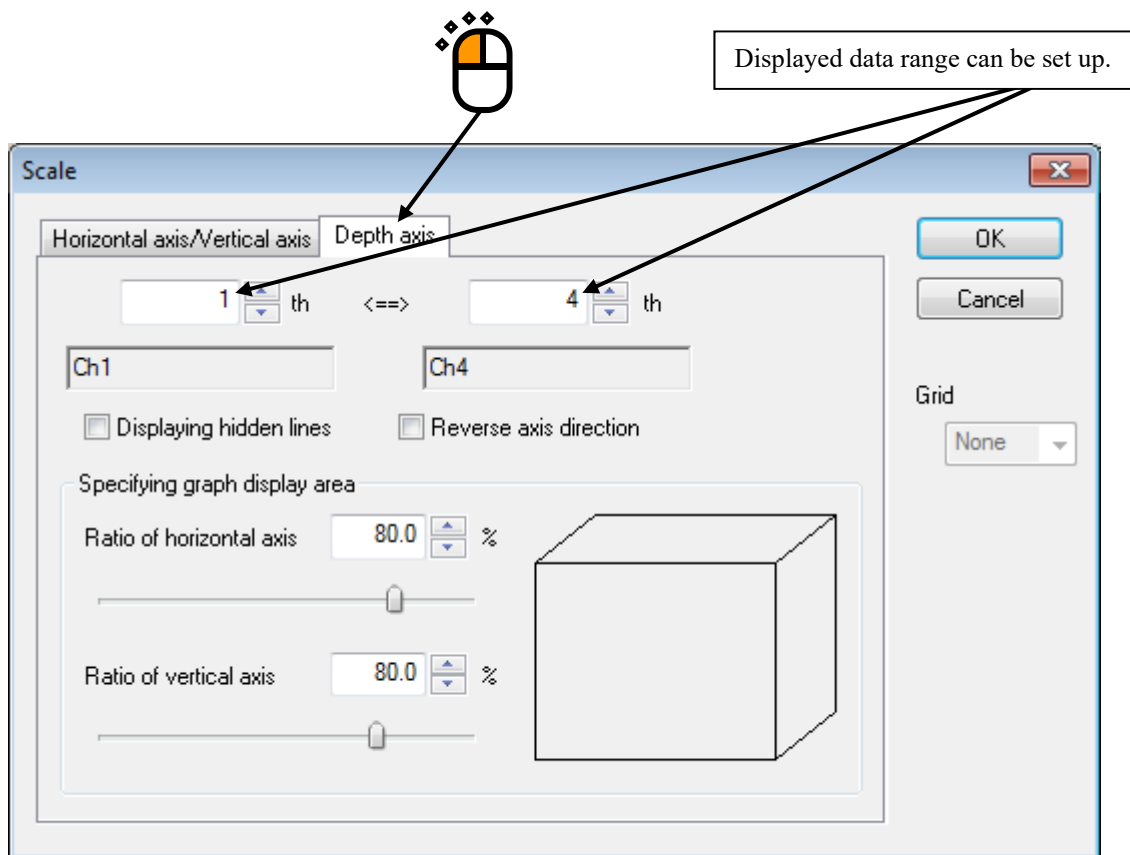 Displayed data range can be set up.
Scale
Horizontal axis/Vertical axis Depth axis
OK
1 th <==> 4 th
Cancel
Ch1 Ch4
Grid
Displaying hidden lines Reverse axis direction
None
Specifying graph display area
Ratio of horizontal axis 80.0 %
Ratio of vertical axis 80.0 %